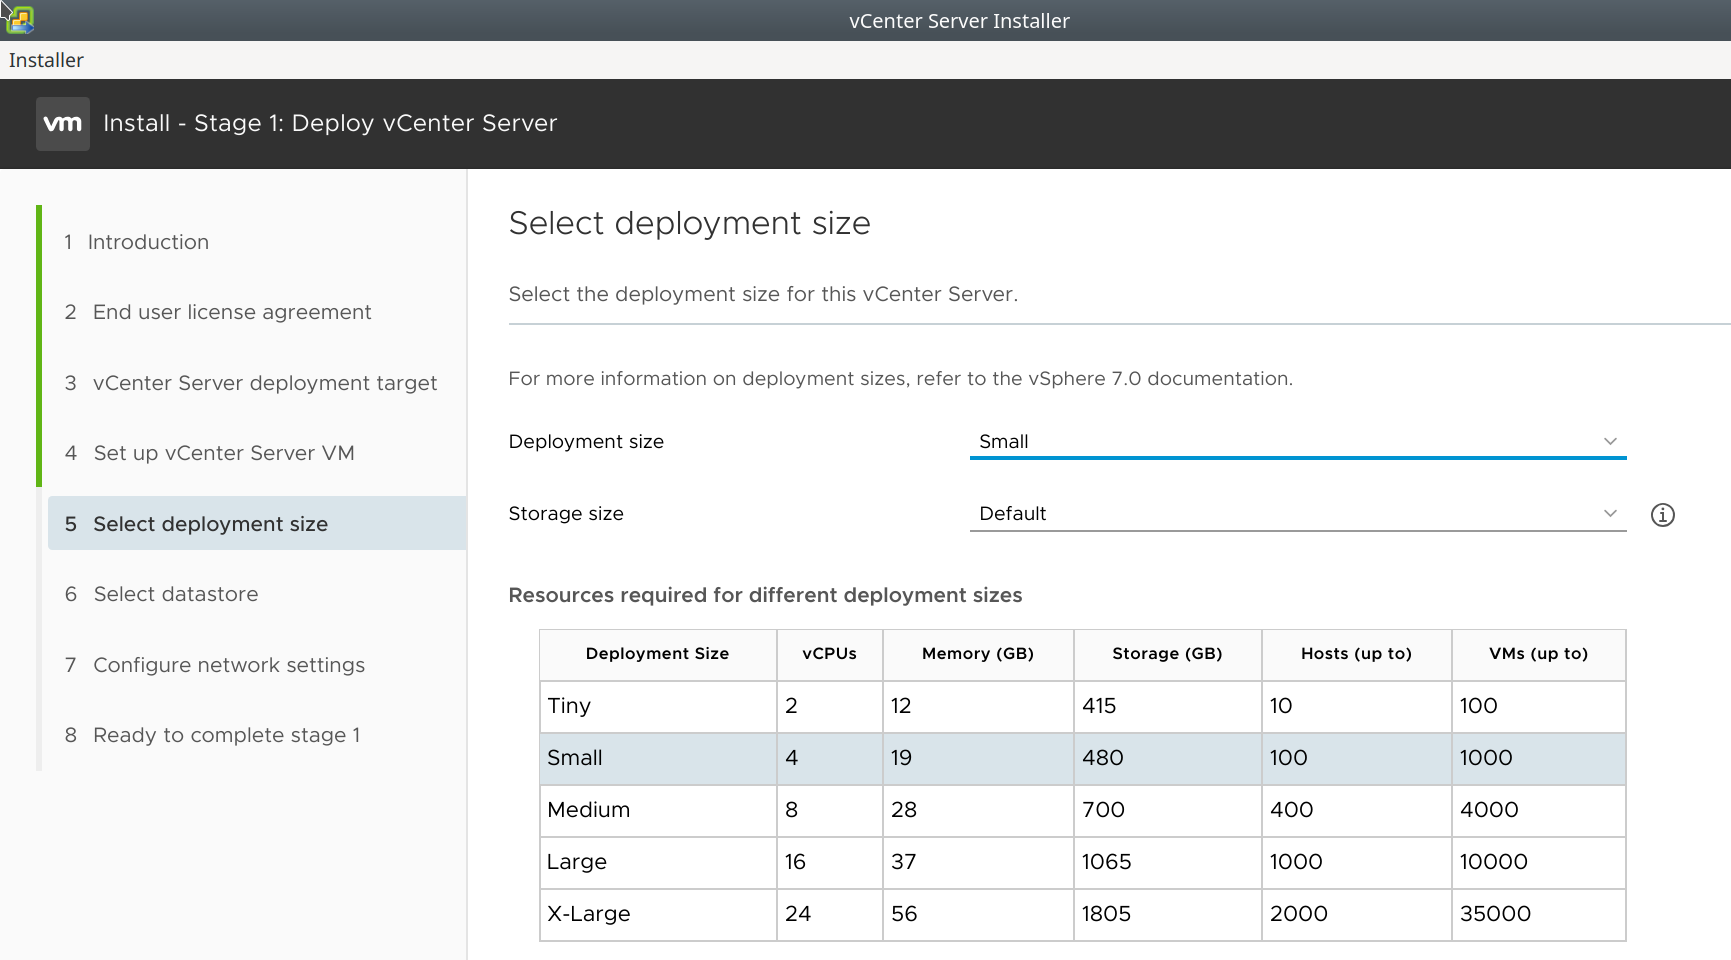 vCenter Server Installer
Installer
vm Install - Stage 1: Deploy vCenter Server
1 Introduction
2 End user license agreement
3 vCenter Server deployment target
4 Set up vCenter Server VM
5 Select deployment size
6 Select datastore
7 Configure network settings
8 Ready to complete stage 1
Select deployment size
Select the deployment size for this vCenter Server.
For more information on deployment sizes, refer to the vSphere 7.0 documentation.
Deployment size Small
Storage size Default
Resources required for different deployment sizes
Deployment Size vCPUs Memory (GB) Storage (GB) Hosts (up to) VMs (up to)
Tiny 2 12 415 10 100
Small 4 19 480 100 1000
Medium 8 28 700 400 4000
Large 16 37 1065 1000 10000
X-Large 24 56 1805 2000 35000